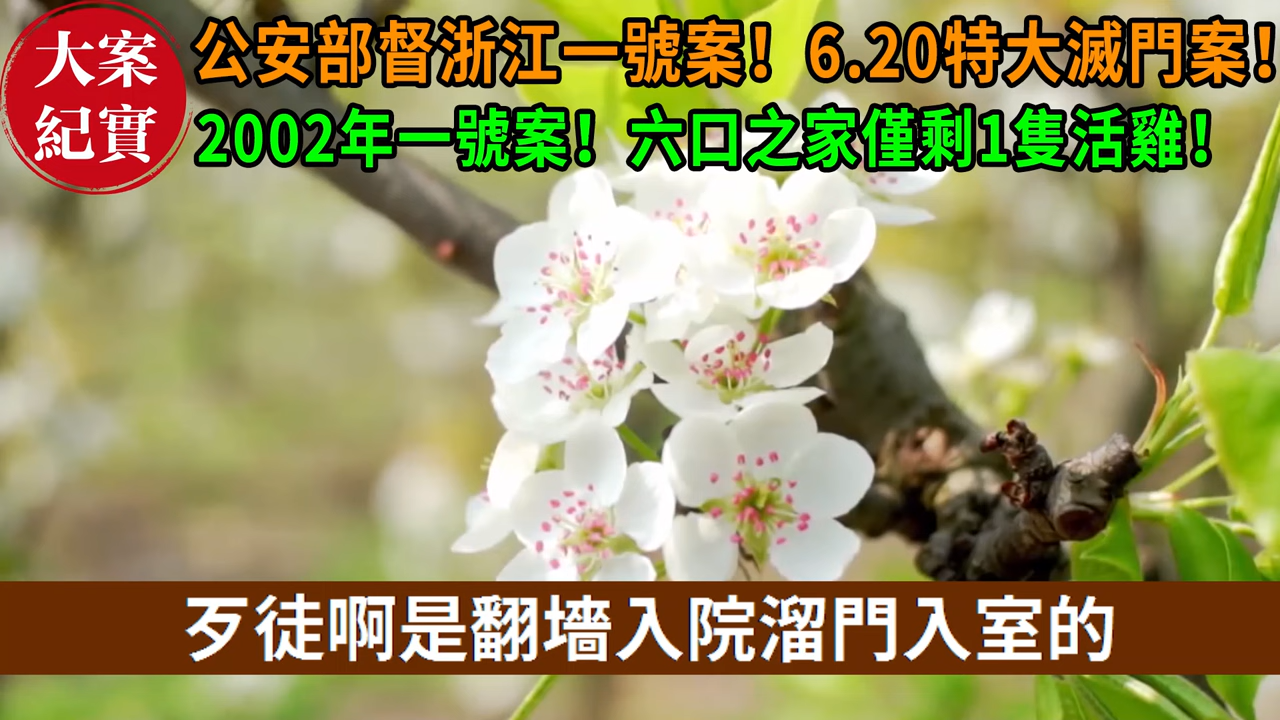 大案
紀實
公安部督浙江一號案！6.20特大滅門案！
2002年一號案！六口之家僅剩1隻活雞！
歹徒啊是翻墻入院溜門入室的